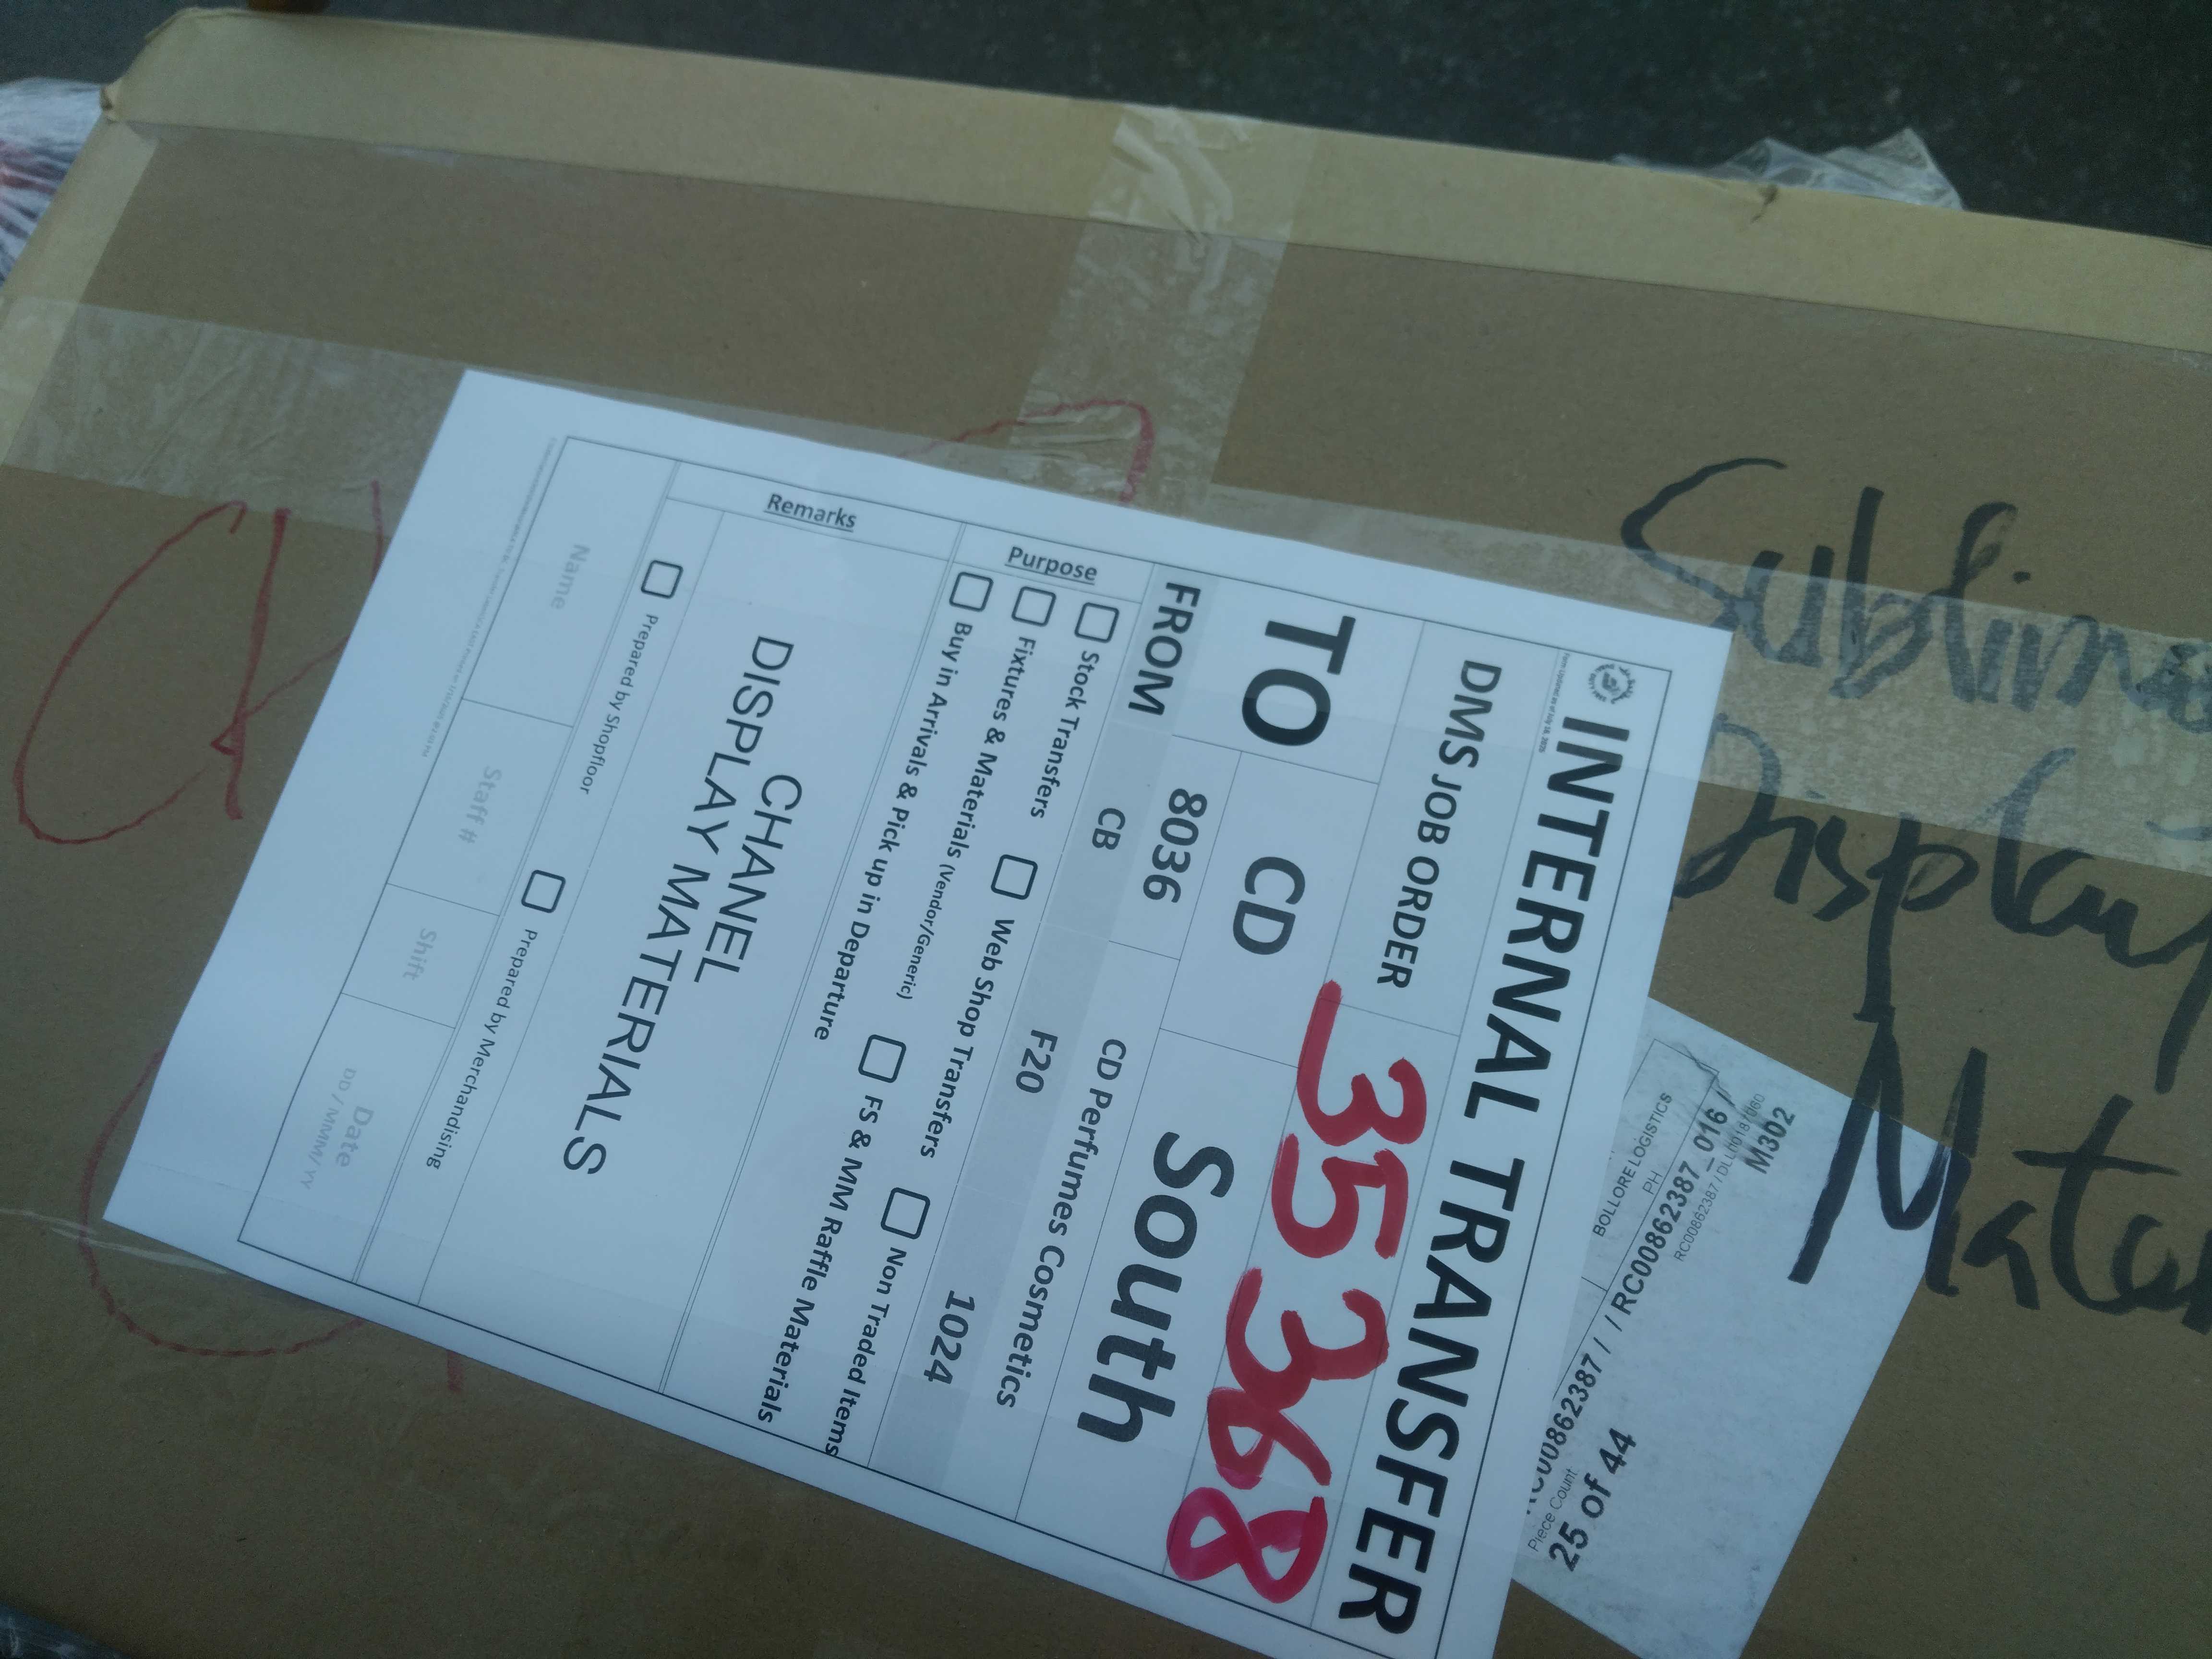 INTERNAL TRANSFER
DMS JOB ORDER 35368
TO CD South
8036 CD Perfumes Cosmetics
FROM CB F20 1024
Purpose
Stock Transfers Web Shop Transfers Non Traded Items
Fixtures & Materials (Vendor/Generic) FS & MM Raffle Materials
Buy in Arrivals & Pick up in Departure
Remarks
CHANEL
DISPLAY MATERIALS
Prepared by Shopfloor Prepared by Merchandising
Name Staff # Shift Date
DD / MMM/ YY
Display
BOLLORE LOGISTICS
PH
RC00862387_016 /
M302
Piece Count
25 of 44